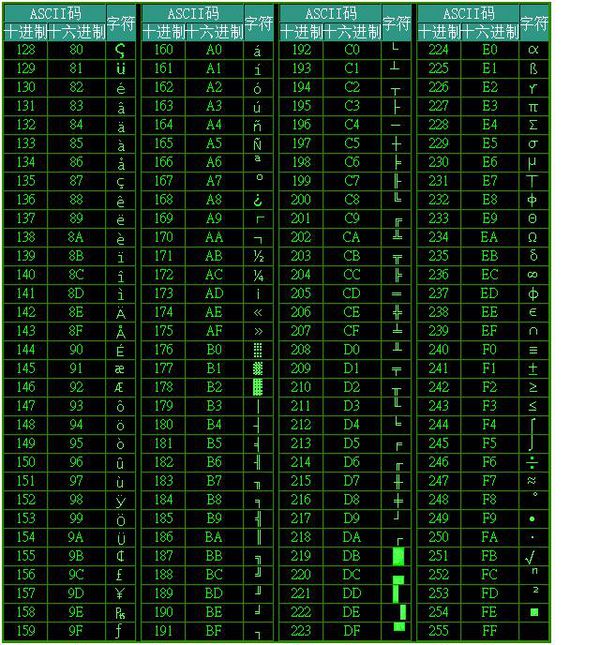 ASCII码 字符 ASCII码 字符 ASCII码 字符 ASCII码 字符
十进制 十六进制 十进制 十六进制 十进制 十六进制 十进制 十六进制
128 80 Ç 160 A0 á 192 C0 └ 224 E0 α
129 81 ü 161 A1 í 193 C1 ┴ 225 E1 ß
130 82 é 162 A2 ó 194 C2 ┬ 226 E2 Γ
131 83 â 163 A3 ú 195 C3 ├ 227 E3 π
132 84 ä 164 A4 ñ 196 C4 ─ 228 E4 Σ
133 85 à 165 A5 Ñ 197 C5 ┼ 229 E5 σ
134 86 å 166 A6 ª 198 C6 ╞ 230 E6 µ
135 87 ç 167 A7 º 199 C7 ╟ 231 E7 τ
136 88 ê 168 A8 ¿ 200 C8 ╚ 232 E8 Φ
137 89 ë 169 A9 ⌐ 201 C9 ╔ 233 E9 Θ
138 8A è 170 AA ¬ 202 CA ╩ 234 EA Ω
139 8B ï 171 AB ½ 203 CB ╦ 235 EB δ
140 8C î 172 AC ¼ 204 CC ╠ 236 EC ∞
141 8D ì 173 AD ¡ 205 CD ═ 237 ED φ
142 8E Ä 174 AE « 206 CE ╬ 238 EE ∈
143 8F Å 175 AF » 207 CF ╧ 239 EF ∩
144 90 É 176 B0 ░ 208 D0 ╨ 240 F0 ≡
145 91 æ 177 B1 ▒ 209 D1 ╤ 241 F1 ±
146 92 Æ 178 B2 ▓ 210 D2 ╥ 242 F2 ≥
147 93 ô 179 B3 │ 211 D3 ╙ 243 F3 ≤
148 94 ö 180 B4 ┤ 212 D4 ╘ 244 F4 ⌠
149 95 ò 181 B5 ╡ 213 D5 ╒ 245 F5 ⌡
150 96 û 182 B6 ╢ 214 D6 ╓ 246 F6 ÷
151 97 ù 183 B7 ╖ 215 D7 ╫ 247 F7 ≈
152 98 ÿ 184 B8 ╕ 216 D8 ╪ 248 F8 °
153 99 Ö 185 B9 ╣ 217 D9 ┘ 249 F9 •
154 9A Ü 186 BA ║ 218 DA ┌ 250 FA ·
155 9B ¢ 187 BB ╗ 219 DB █ 251 FB √
156 9C £ 188 BC ╝ 220 DC ▄ 252 FC ⁿ
157 9D ¥ 189 BD ╜ 221 DD ▌ 253 FD ²
158 9E ₧ 190 BE ╛ 222 DE ▐ 254 FE ■
159 9F ƒ 191 BF ┐ 223 DF ▀ 255 FF